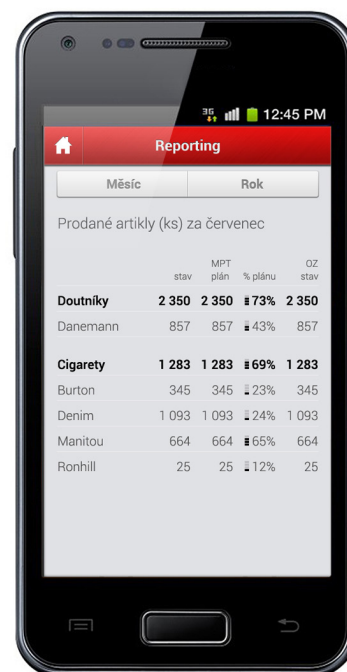 3G 12:45 PM
Reporting
Měsíc Rok
Prodané artikly (ks) za červenec
stav MPT plán % plánu OZ stav
Doutníky 2 350 2 350 73% 2 350
Danemann 857 857 43% 857
Cigarety 1 283 1 283 69% 1 283
Burton 345 345 23% 345
Denim 1 093 1 093 24% 1 093
Manitou 664 664 65% 664
Ronhill 25 25 12% 25